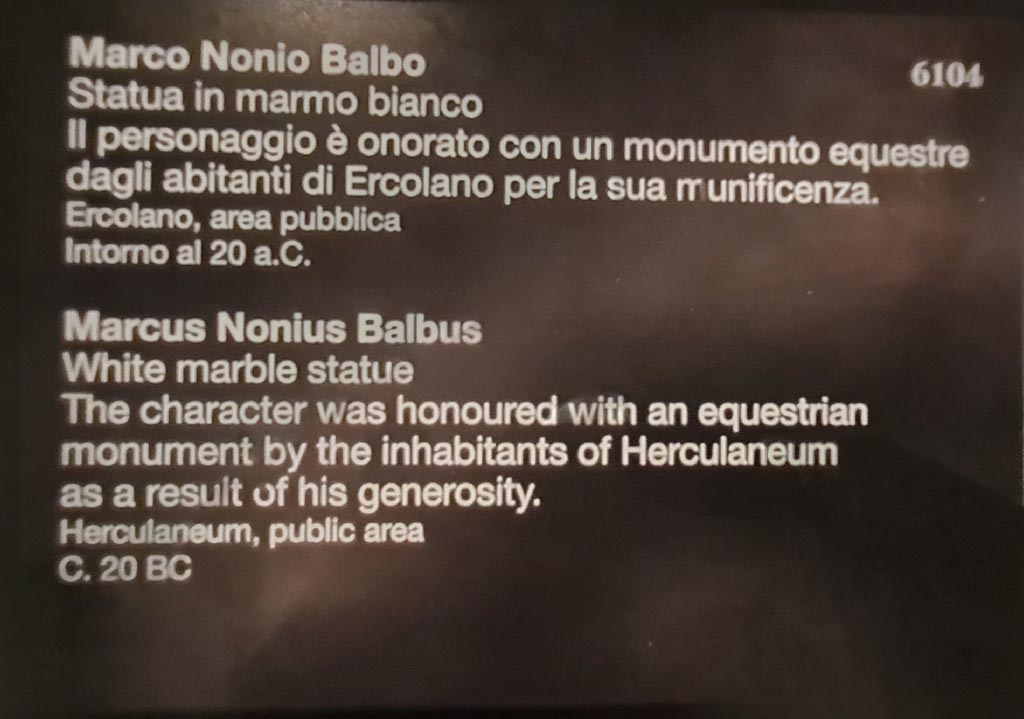 Marco Nonio Balbo
6104
Statua in marmo bianco
Il personaggio è onorato con un monumento equestre
dagli abitanti di Ercolano per la sua munificenza.
Ercolano, area pubblica
Intorno al 20 a.C.
Marcus Nonius Balbus
White marble statue
The character was honoured with an equestrian
monument by the inhabitants of Herculaneum
as a result of his generosity.
Herculaneum, public area
C. 20 BC